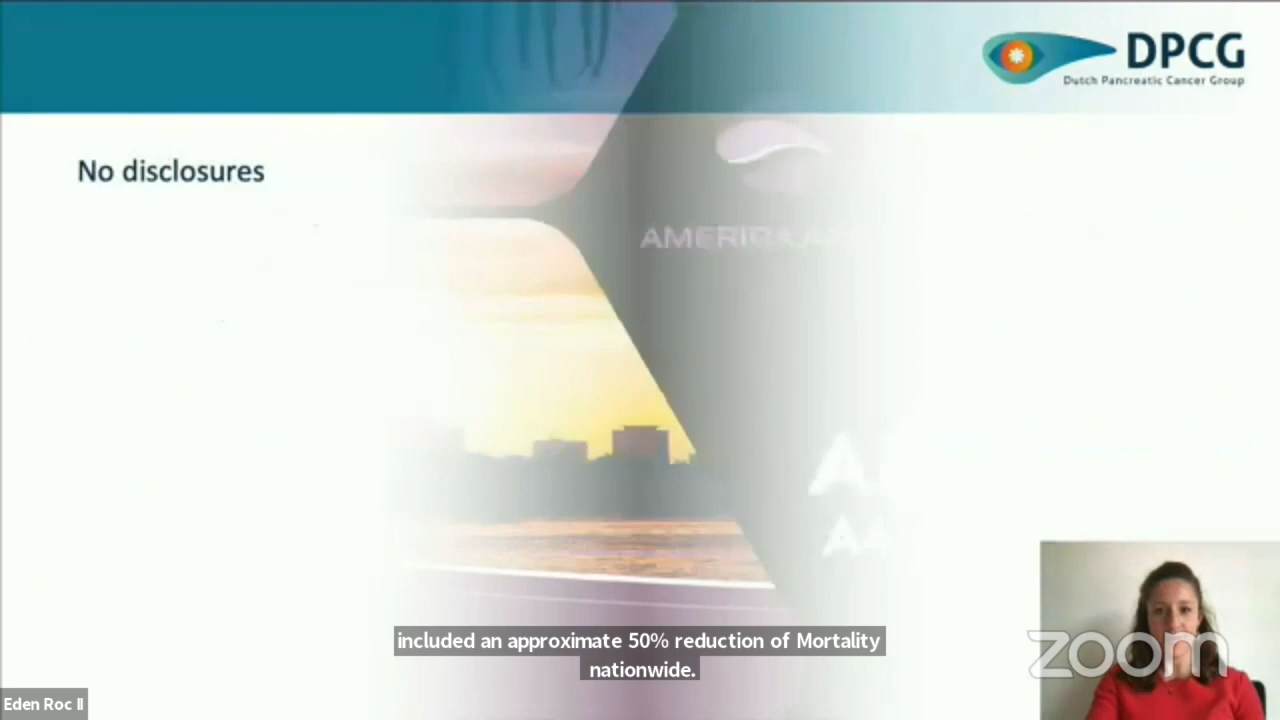 DPCG
Dutch Pancreatic Cancer Group
No disclosures
included an approximate 50% reduction of Mortality
nationwide.
zoom
Eden Roc II